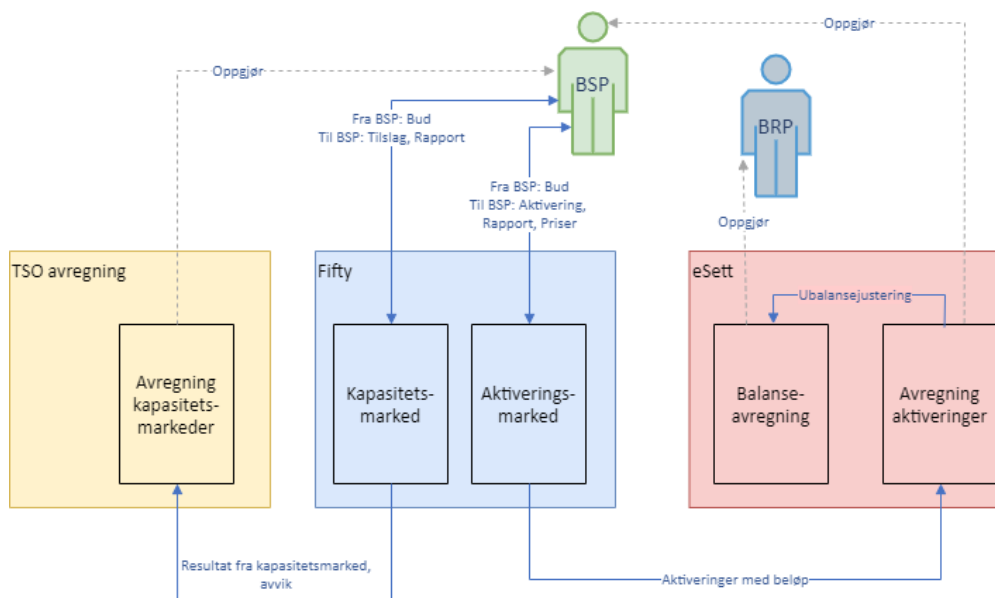 Oppgjør
BSP
Oppgjør
BRP
Fra BSP: Bud
Til BSP: Tilslag, Rapport
Fra BSP: Bud
Til BSP: Aktivering,
Rapport, Priser
Oppgjør
TSO avregning
Fifty
eSett
Ubalansejustering
Avregning
kapasitets-
markeder
Kapasitets-
marked
Aktiverings-
marked
Balanse-
avregning
Avregning
aktiveringer
Resultat fra kapasitetsmarked,
avvik
Aktiveringer med beløp